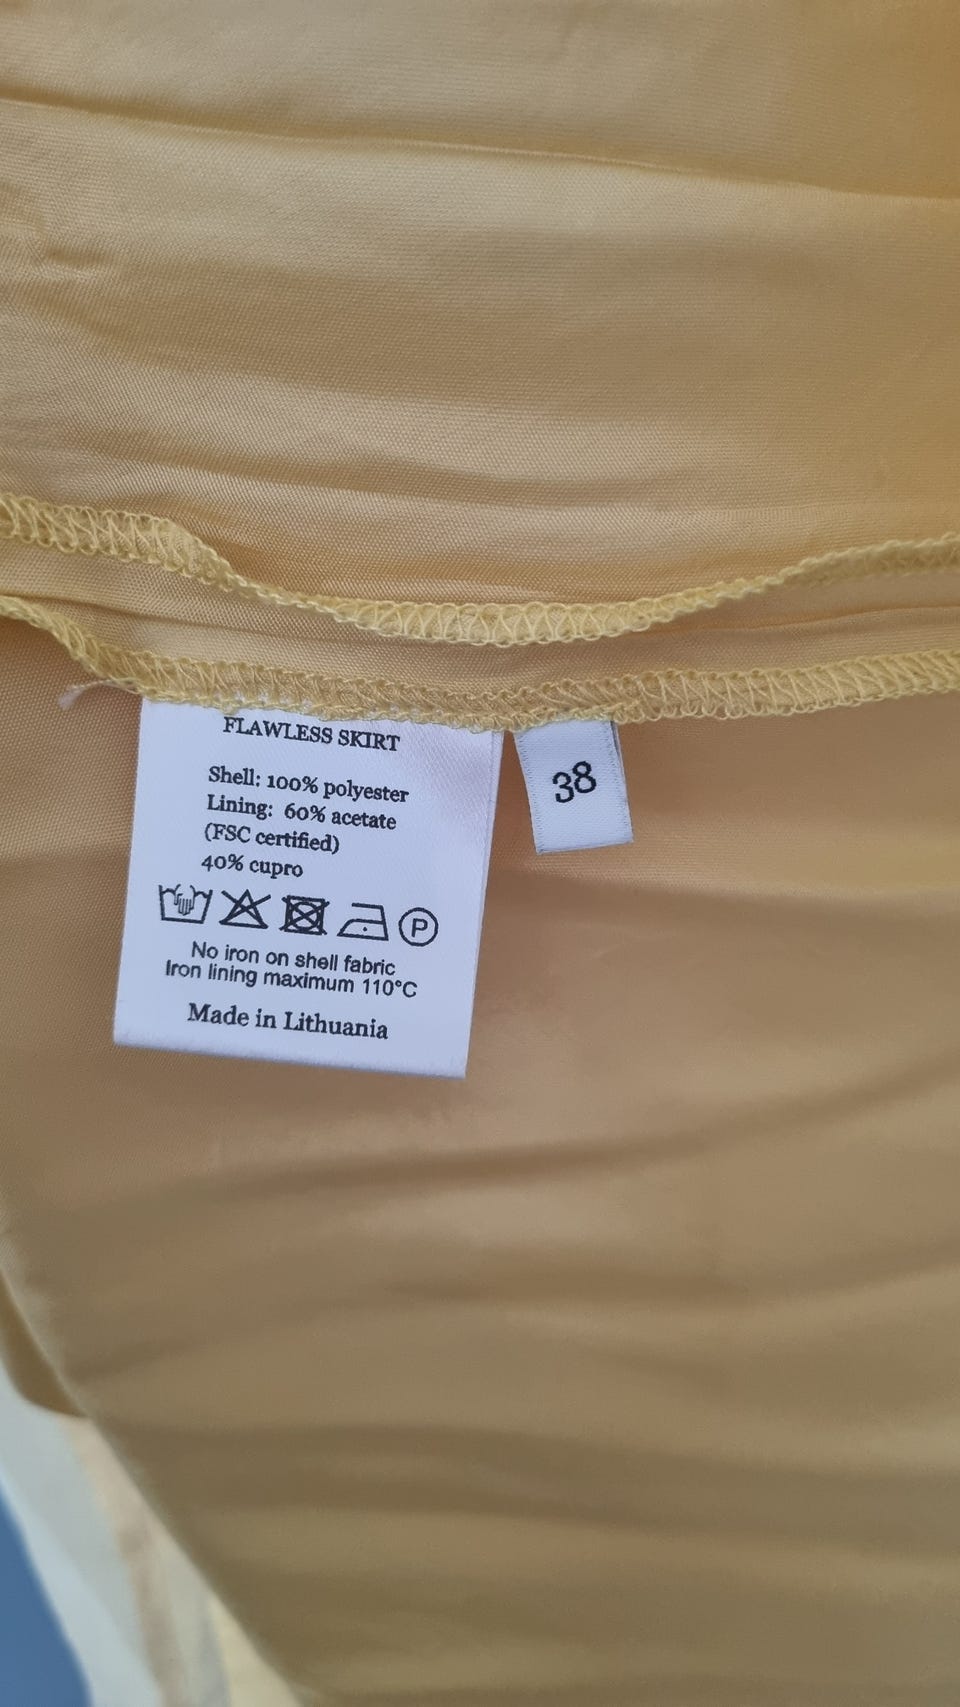 FLAWLESS SKIRT
Shell: 100% polyester
Lining: 60% acetate
(FSC certified)
40% cupro
P
No iron on shell fabric
Iron lining maximum 110°C
Made in Lithuania
38